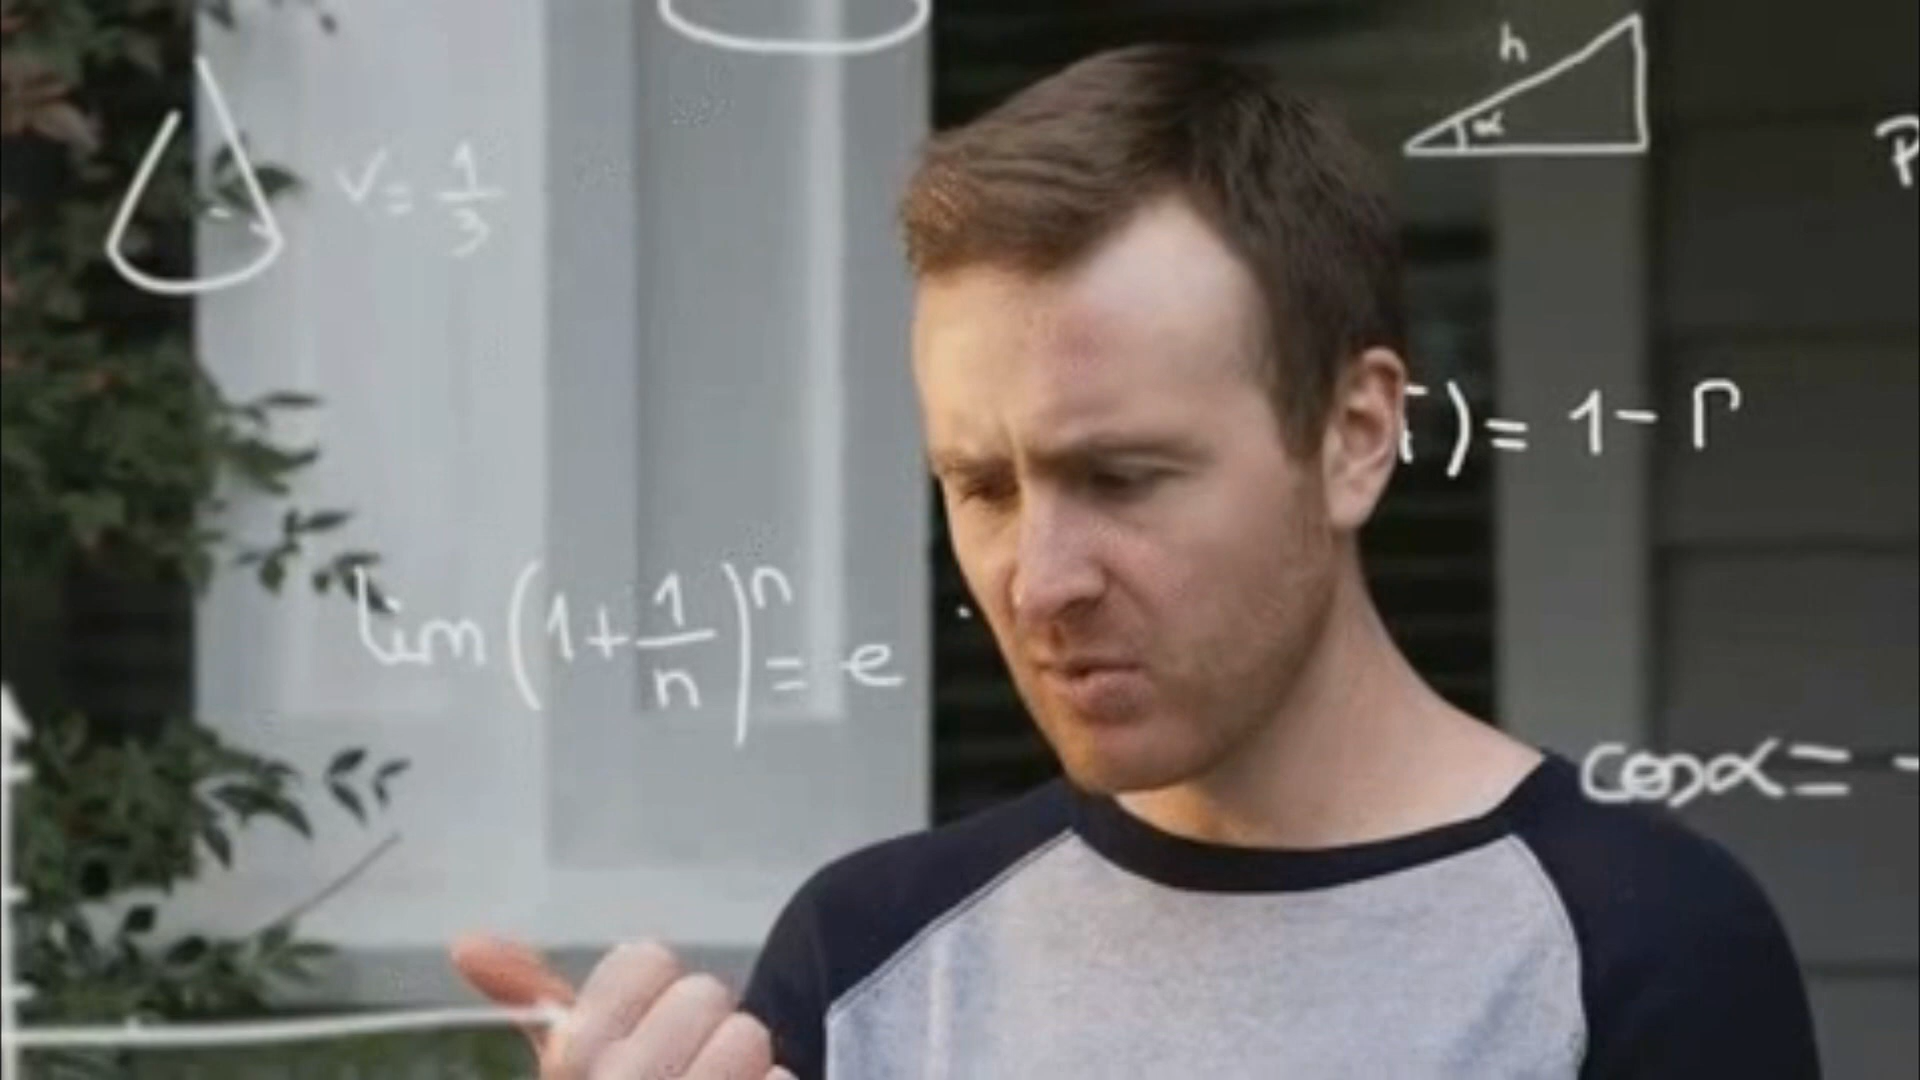 h
α
V= 1/3
P
)= 1- r
lim (1+1/n)^n = e
cosα= -